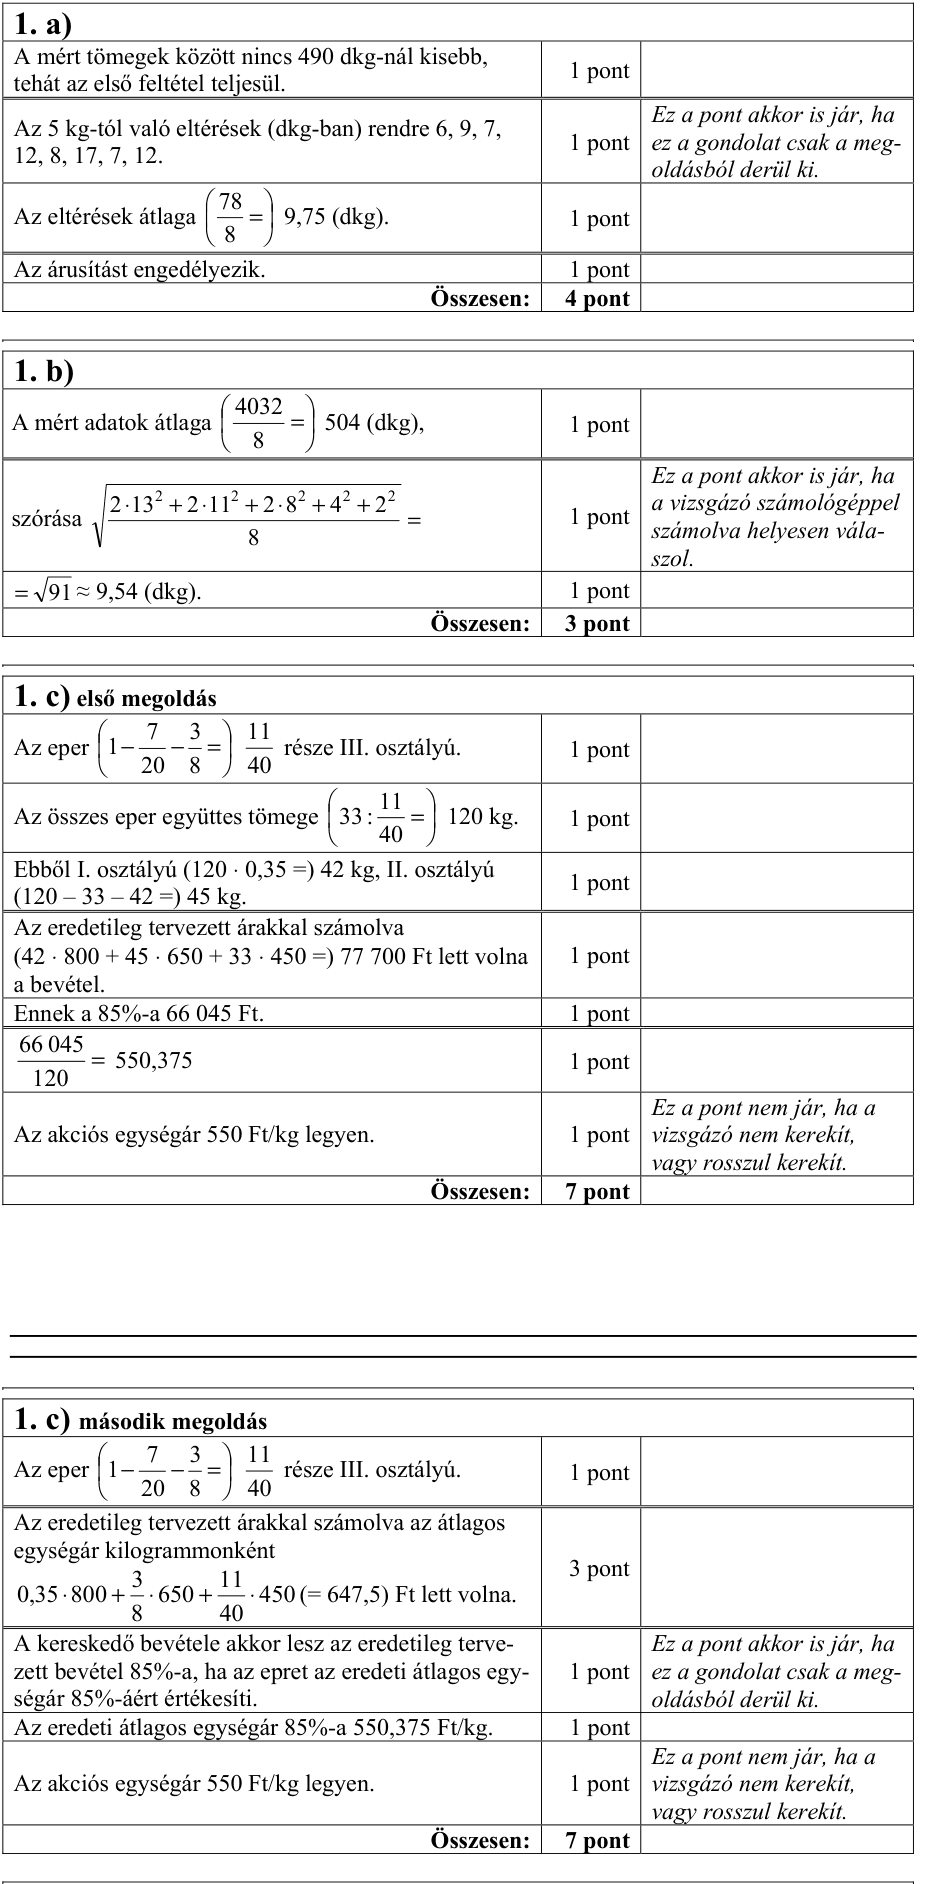 1. a)
A mért tömegek között nincs 490 dkg-nál kisebb,
tehát az első feltétel teljesül.
1 pont
Az 5 kg-tól való eltérések (dkg-ban) rendre 6, 9, 7,
12, 8, 17, 7, 12.
1 pont
Ez a pont akkor is jár, ha
ez a gondolat csak a meg-
oldásból derül ki.
Az eltérések átlaga (78/8 =) 9,75 (dkg).
1 pont
Az árusítást engedélyezik.
1 pont
Összesen:
4 pont
1. b)
A mért adatok átlaga (4032/8 =) 504 (dkg),
1 pont
szórása √((2·13² + 2·11² + 2·8² + 4² + 2²)/8) =
1 pont
Ez a pont akkor is jár, ha
a vizsgázó számológéppel
számolva helyesen vála-
szol.
= √91 ≈ 9,54 (dkg).
1 pont
Összesen:
3 pont
1. c) első megoldás
Az eper (1 − 7/20 − 3/8 =) 11/40 része III. osztályú.
1 pont
Az összes eper együttes tömege (33 : 11/40 =) 120 kg.
1 pont
Ebből I. osztályú (120 · 0,35 =) 42 kg, II. osztályú
(120 – 33 – 42 =) 45 kg.
1 pont
Az eredetileg tervezett árakkal számolva
(42 · 800 + 45 · 650 + 33 · 450 =) 77 700 Ft lett volna
a bevétel.
1 pont
Ennek a 85%-a 66 045 Ft.
1 pont
66 045/120 = 550,375
1 pont
Az akciós egységár 550 Ft/kg legyen.
1 pont
Ez a pont nem jár, ha a
vizsgázó nem kerekít,
vagy rosszul kerekít.
Összesen:
7 pont
1. c) második megoldás
Az eper (1 − 7/20 − 3/8 =) 11/40 része III. osztályú.
1 pont
Az eredetileg tervezett árakkal számolva az átlagos
egységár kilogrammonként
0,35 · 800 + 3/8 · 650 + 11/40 · 450 (= 647,5) Ft lett volna.
3 pont
A kereskedő bevétele akkor lesz az eredetileg terve-
zett bevétel 85%-a, ha az epret az eredeti átlagos egy-
ségár 85%-áért értékesíti.
1 pont
Ez a pont akkor is jár, ha
ez a gondolat csak a meg-
oldásból derül ki.
Az eredeti átlagos egységár 85%-a 550,375 Ft/kg.
1 pont
Az akciós egységár 550 Ft/kg legyen.
1 pont
Ez a pont nem jár, ha a
vizsgázó nem kerekít,
vagy rosszul kerekít.
Összesen:
7 pont